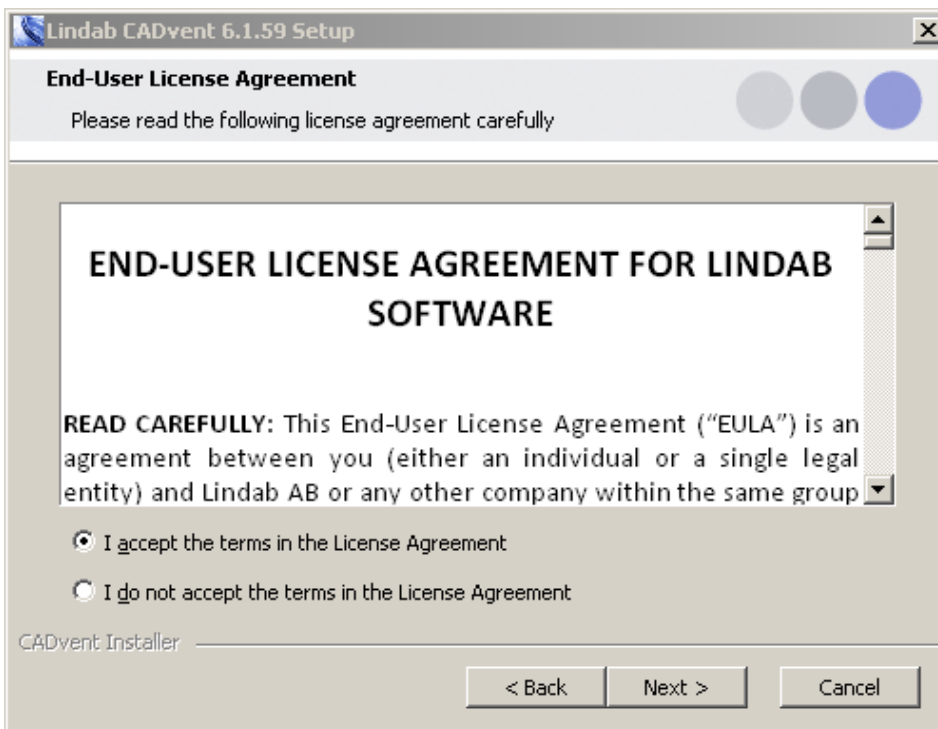 Lindab CADvent 6.1.59 Setup
End-User License Agreement
Please read the following license agreement carefully
END-USER LICENSE AGREEMENT FOR LINDAB
SOFTWARE
READ CAREFULLY: This End-User License Agreement (“EULA”) is an
agreement between you (either an individual or a single legal
entity) and Lindab AB or any other company within the same group
I accept the terms in the License Agreement
I do not accept the terms in the License Agreement
CADvent Installer
< Back Next > Cancel